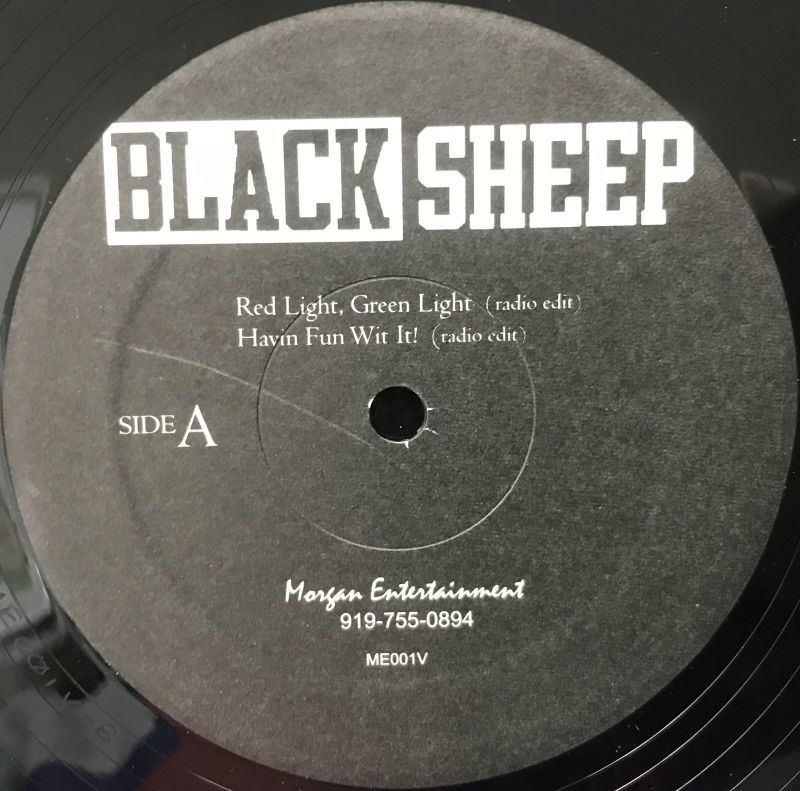 BLACK SHEEP
Red Light, Green Light (radio edit)
Havin Fun Wit It! (radio edit)
SIDE A
Morgan Entertainment
919-755-0894
ME001V